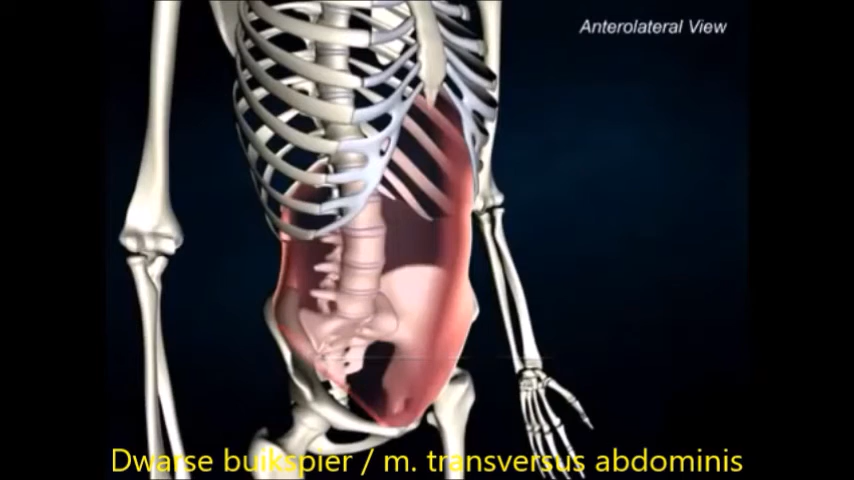 Anterolateral View
Dwarse buikspier / m. transversus abdominis